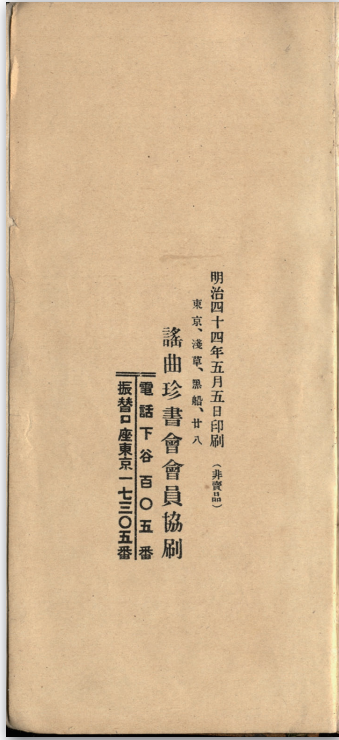 明治四十四年五月五日印刷（非賣品）
東京、淺草、黑船、廿八
謠曲珍書會會員協刷
電話下谷百〇五番
振替口座東京一七三〇五番